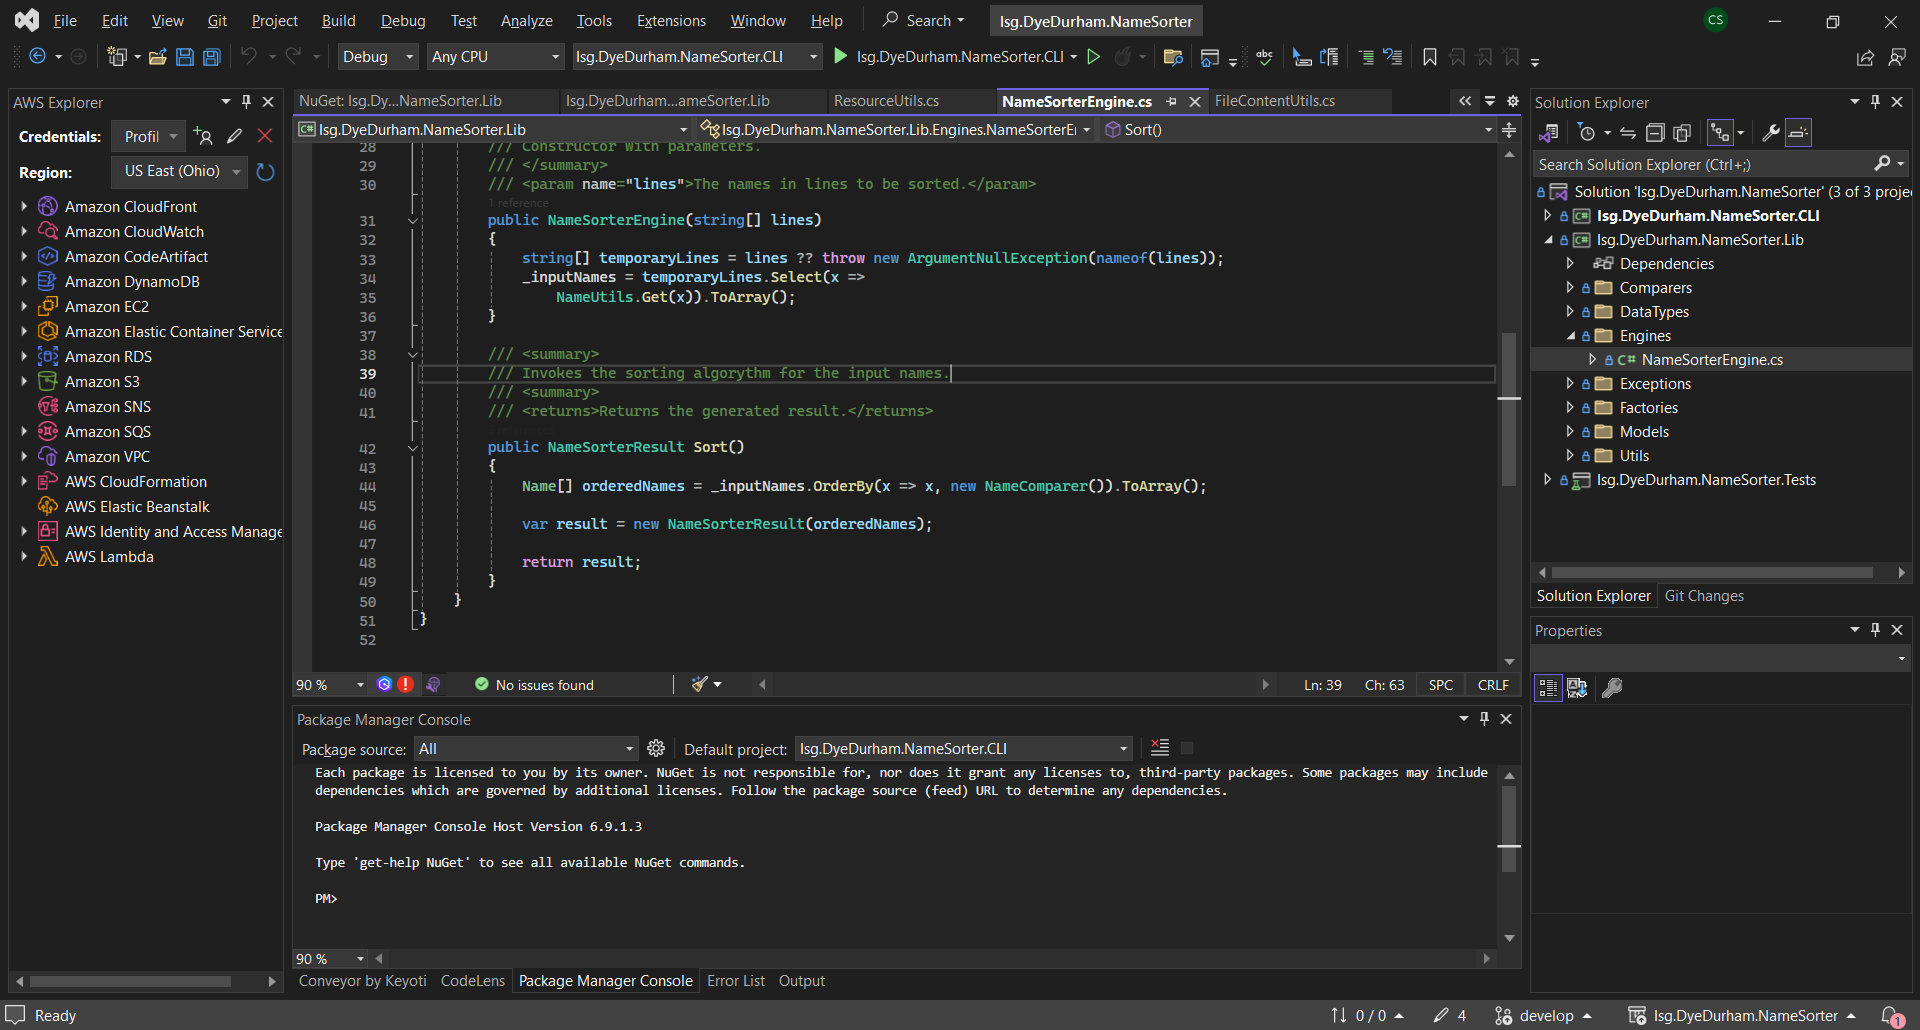 File Edit View Git Project Build Debug Test Analyze Tools Extensions Window Help Search Isg.DyeDurham.NameSorter CS
Debug Any CPU Isg.DyeDurham.NameSorter.CLI Isg.DyeDurham.NameSorter.CLI
AWS Explorer
Credentials: Profil
Region: US East (Ohio)
Amazon CloudFront
Amazon CloudWatch
Amazon CodeArtifact
Amazon DynamoDB
Amazon EC2
Amazon Elastic Container Service
Amazon RDS
Amazon S3
Amazon SNS
Amazon SQS
Amazon VPC
AWS CloudFormation
AWS Elastic Beanstalk
AWS Identity and Access Manage
AWS Lambda
NuGet: Isg.Dy...NameSorter.Lib Isg.DyeDurham...ameSorter.Lib ResourceUtils.cs NameSorterEngine.cs FileContentUtils.cs
Isg.DyeDurham.NameSorter.Lib Isg.DyeDurham.NameSorter.Lib.Engines.NameSorterEn Sort()
28 /// Constructor with parameters.
29 /// </summary>
30 /// <param name="lines">The names in lines to be sorted.</param>
1 reference
31 public NameSorterEngine(string[] lines)
32 {
33 string[] temporaryLines = lines ?? throw new ArgumentNullException(nameof(lines));
34 _inputNames = temporaryLines.Select(x =>
35 NameUtils.Get(x)).ToArray();
36 }
37
38 /// <summary>
39 /// Invokes the sorting algorythm for the input names.
40 /// <summary>
41 /// <returns>Returns the generated result.</returns>
42 public NameSorterResult Sort()
43 {
44 Name[] orderedNames = _inputNames.OrderBy(x => x, new NameComparer()).ToArray();
45
46 var result = new NameSorterResult(orderedNames);
47
48 return result;
49 }
50 }
51 }
52
90 % No issues found Ln: 39 Ch: 63 SPC CRLF
Package Manager Console
Package source: All Default project: Isg.DyeDurham.NameSorter.CLI
Each package is licensed to you by its owner. NuGet is not responsible for, nor does it grant any licenses to, third-party packages. Some packages may include
dependencies which are governed by additional licenses. Follow the package source (feed) URL to determine any dependencies.
Package Manager Console Host Version 6.9.1.3
Type 'get-help NuGet' to see all available NuGet commands.
PM>
90 %
Conveyor by Keyoti CodeLens Package Manager Console Error List Output
Solution Explorer
Search Solution Explorer (Ctrl+;)
Solution 'Isg.DyeDurham.NameSorter' (3 of 3 proje
Isg.DyeDurham.NameSorter.CLI
Isg.DyeDurham.NameSorter.Lib
Dependencies
Comparers
DataTypes
Engines
C# NameSorterEngine.cs
Exceptions
Factories
Models
Utils
Isg.DyeDurham.NameSorter.Tests
Solution Explorer Git Changes
Properties
Ready 0 / 0 4 develop Isg.DyeDurham.NameSorter 1